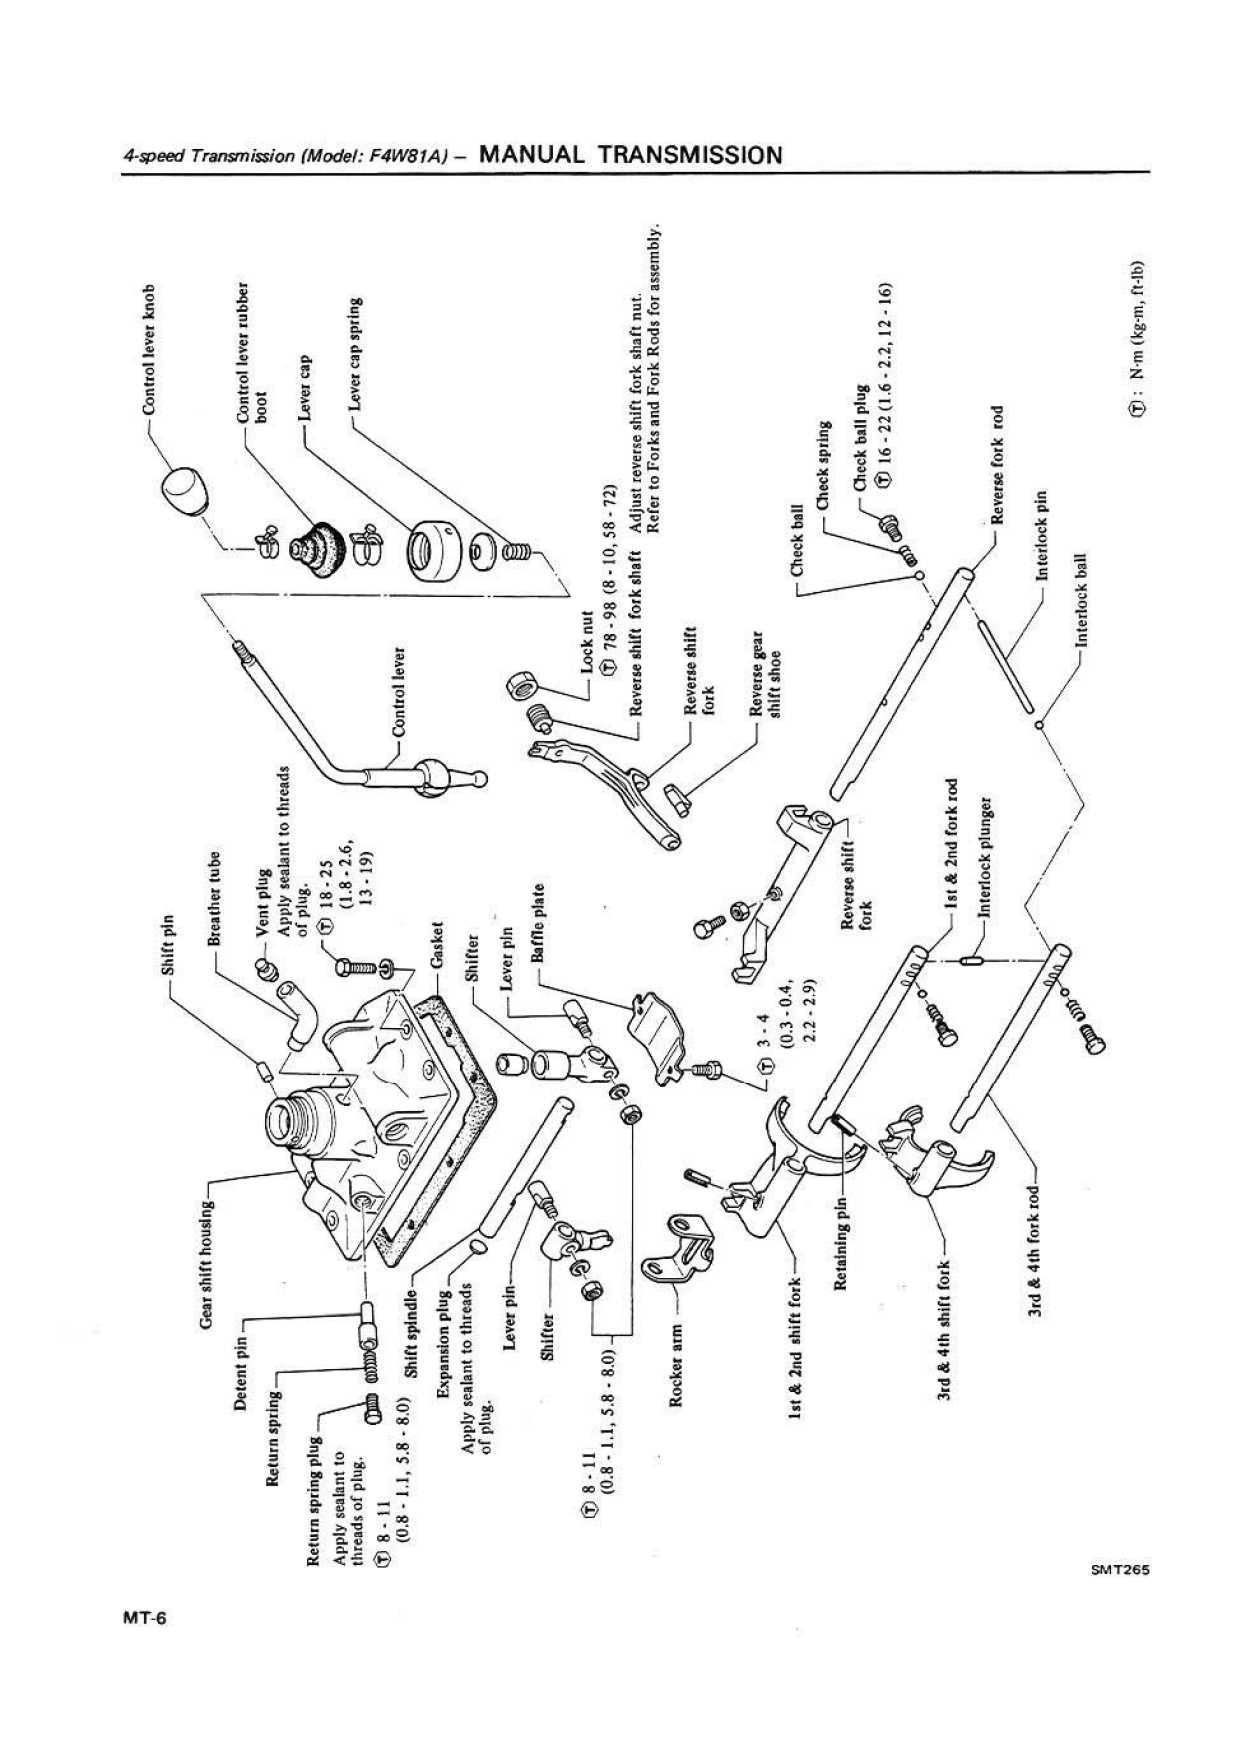 4-speed Transmission (Model: F4W81A) – MANUAL TRANSMISSION
Control lever knob
Control lever rubber
boot
Lever cap
Lever cap spring
Control lever
Lock nut
Ⓣ 78 - 98 (8 - 10, 58 - 72)
Reverse shift fork shaft
Adjust reverse shift fork shaft nut.
Refer to Forks and Fork Rods for assembly.
Reverse shift
fork
Reverse gear
shift shoe
Check ball
Check spring
Check ball plug
Ⓣ 16 - 22 (1.6 - 2.2, 12 - 16)
Reverse fork rod
Interlock pin
Interlock ball
Ⓣ : N·m (kg-m, ft-lb)
Shift pin
Breather tube
Vent plug
Apply sealant to threads
of plug.
Ⓣ 18 - 25
(1.8 - 2.6,
13 - 19)
Gasket
Shifter
Lever pin
Baffle plate
Ⓣ 3 - 4
(0.3 - 0.4,
2.2 - 2.9)
Reverse shift
fork
1st & 2nd fork rod
Interlock plunger
Gear shift housing
Detent pin
Return spring
Return spring plug
Apply sealant to
threads of plug.
Ⓣ 8 - 11
(0.8 - 1.1, 5.8 - 8.0)
Shift spindle
Expansion plug
Apply sealant to threads
of plug.
Lever pin
Shifter
Ⓣ 8 - 11
(0.8 - 1.1, 5.8 - 8.0)
Rocker arm
1st & 2nd shift fork
Retaining pin
3rd & 4th shift fork
3rd & 4th fork rod
SMT265
MT-6